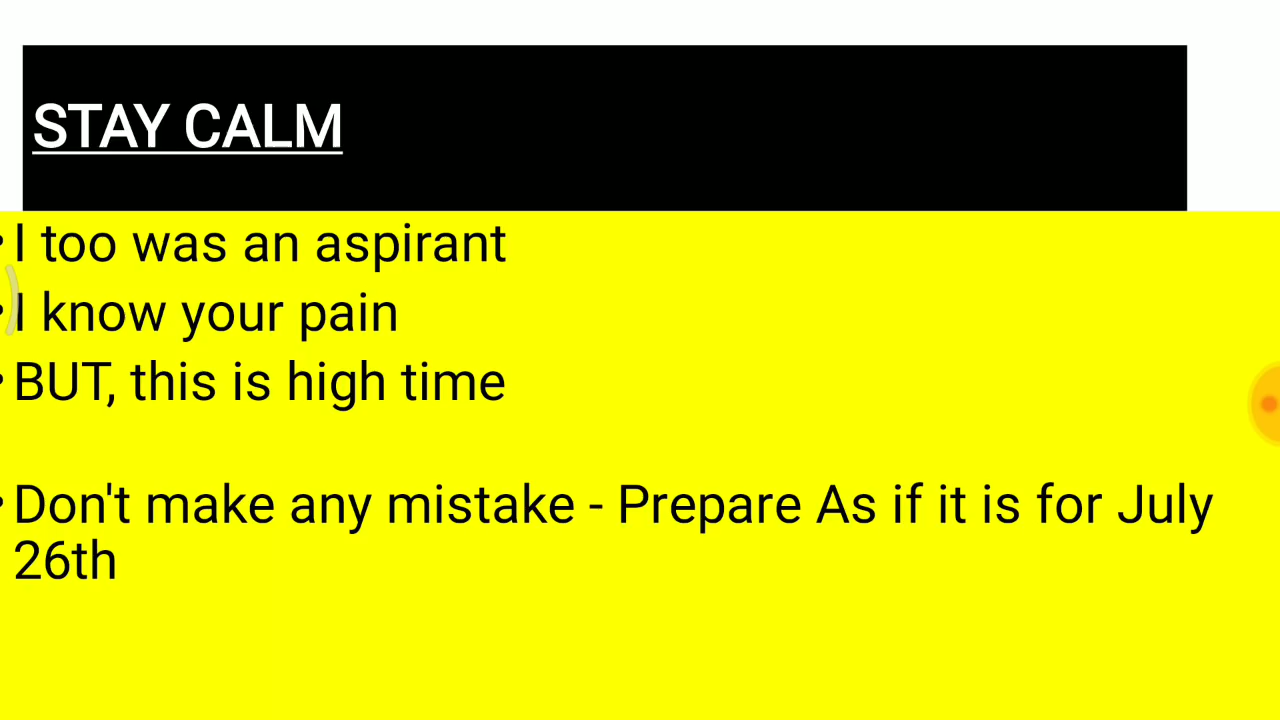 STAY CALM
•I too was an aspirant
•I know your pain
•BUT, this is high time
•Don't make any mistake - Prepare As if it is for July
26th